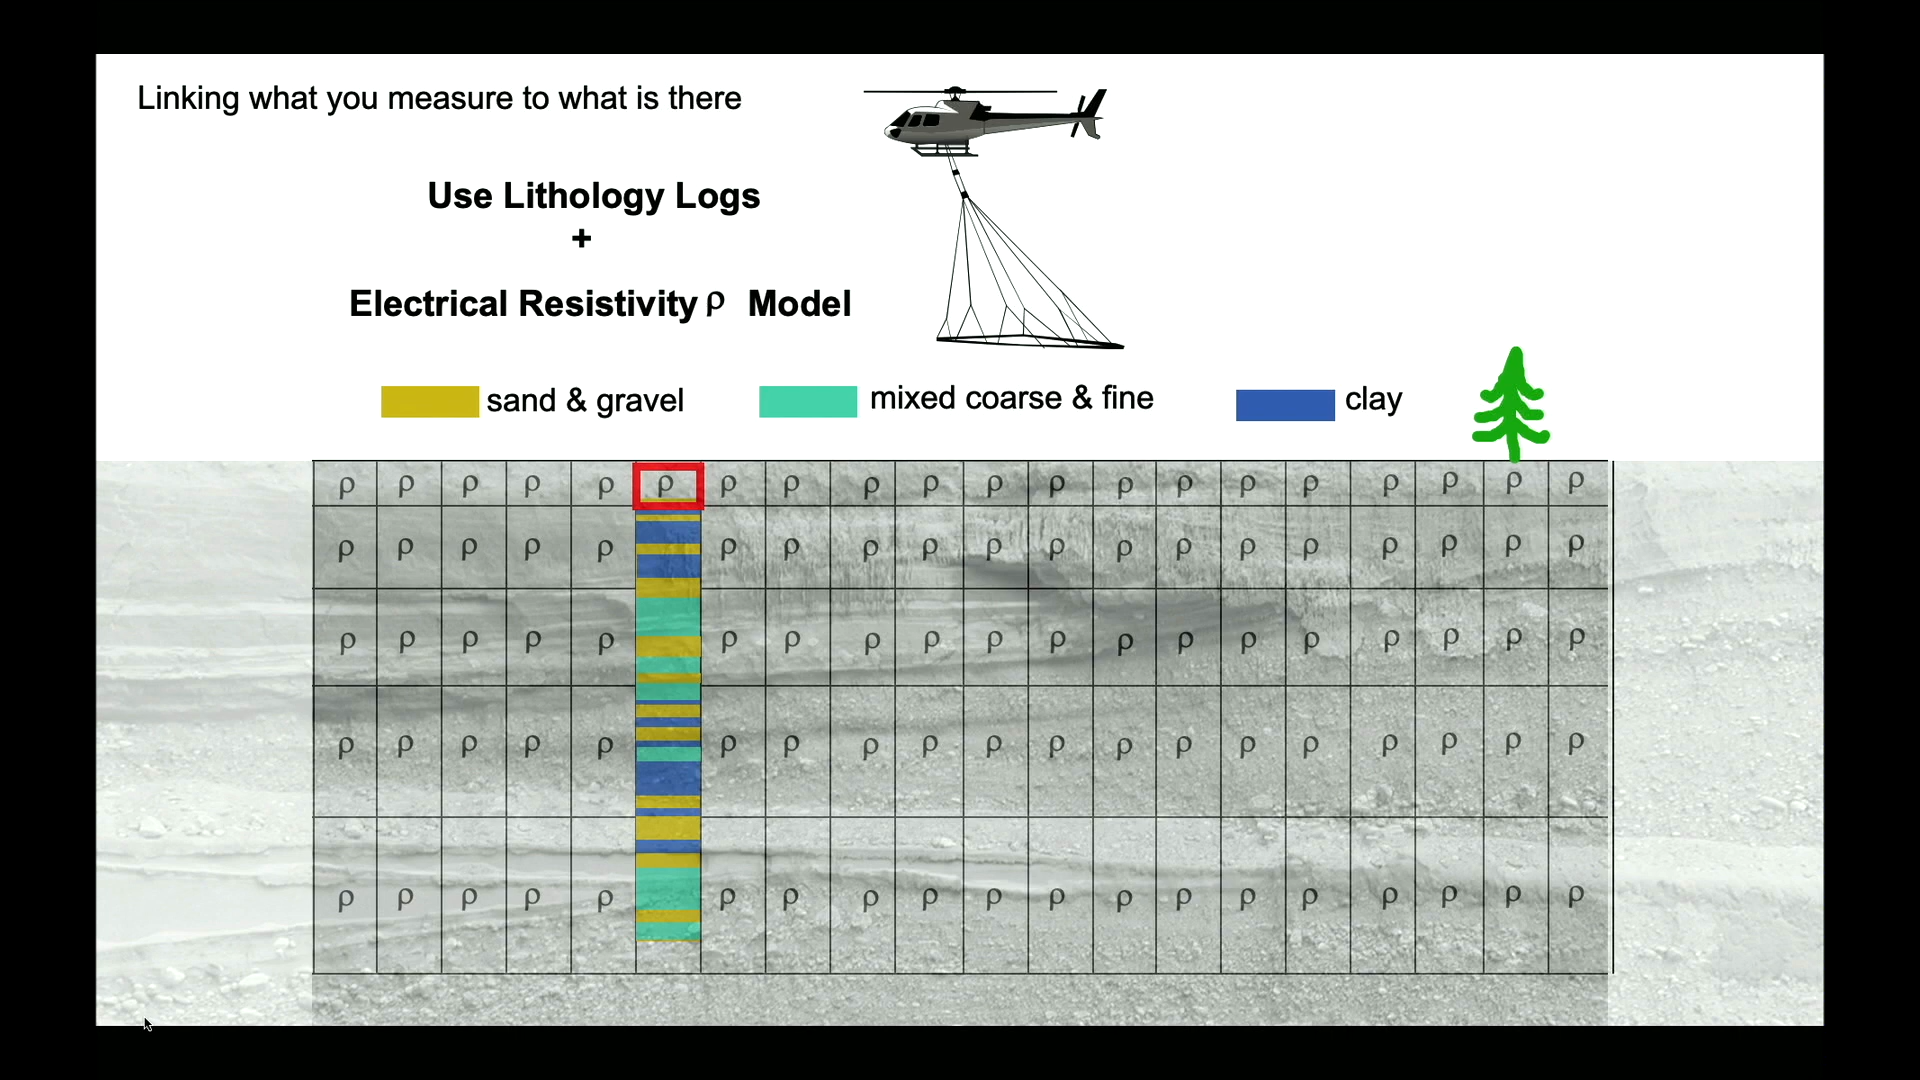 Linking what you measure to what is there
Use Lithology Logs
+
Electrical Resistivity ρ Model
sand & gravel mixed coarse & fine clay
ρ ρ ρ ρ ρ ρ ρ ρ ρ ρ ρ ρ ρ ρ ρ ρ ρ ρ ρ ρ
ρ ρ ρ ρ ρ ρ ρ ρ ρ ρ ρ ρ ρ ρ ρ ρ ρ ρ ρ
ρ ρ ρ ρ ρ ρ ρ ρ ρ ρ ρ ρ ρ ρ ρ ρ ρ ρ ρ
ρ ρ ρ ρ ρ ρ ρ ρ ρ ρ ρ ρ ρ ρ ρ ρ ρ ρ ρ
ρ ρ ρ ρ ρ ρ ρ ρ ρ ρ ρ ρ ρ ρ ρ ρ ρ ρ ρ